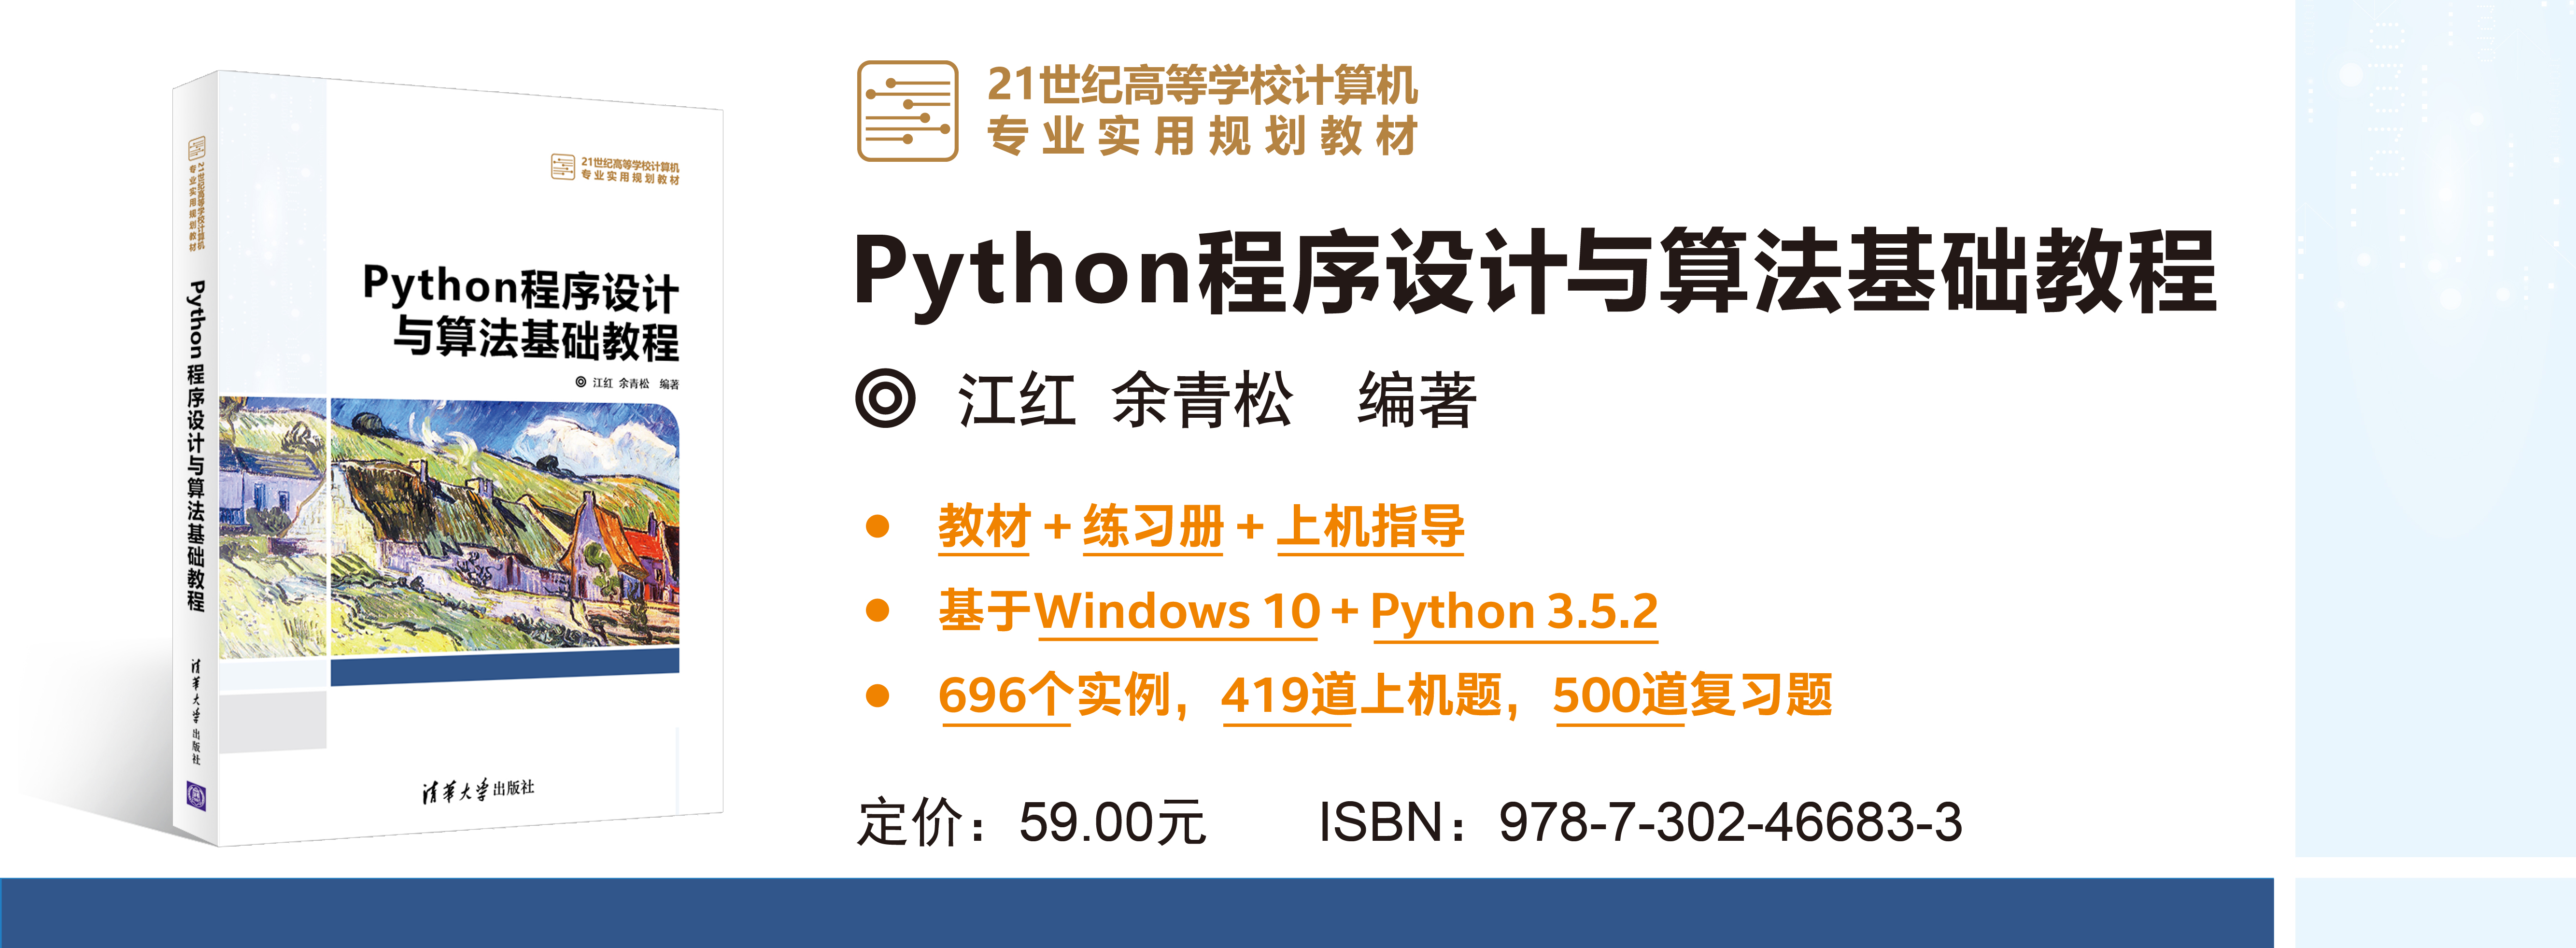 21世纪高等学校计算机
专业实用规划教材
Python程序设计与算法基础教程
清华大学出版社
21世纪高等学校计算机
专业实用规划教材
Python程序设计
与算法基础教程
◎ 江红 余青松 编著
清华大学出版社
21世纪高等学校计算机
专业实用规划教材
Python程序设计与算法基础教程
◎ 江红 余青松 编著
● 教材+练习册+上机指导
● 基于Windows 10+Python 3.5.2
● 696个实例，419道上机题，500道复习题
定价：59.00元 ISBN：978-7-302-46683-3